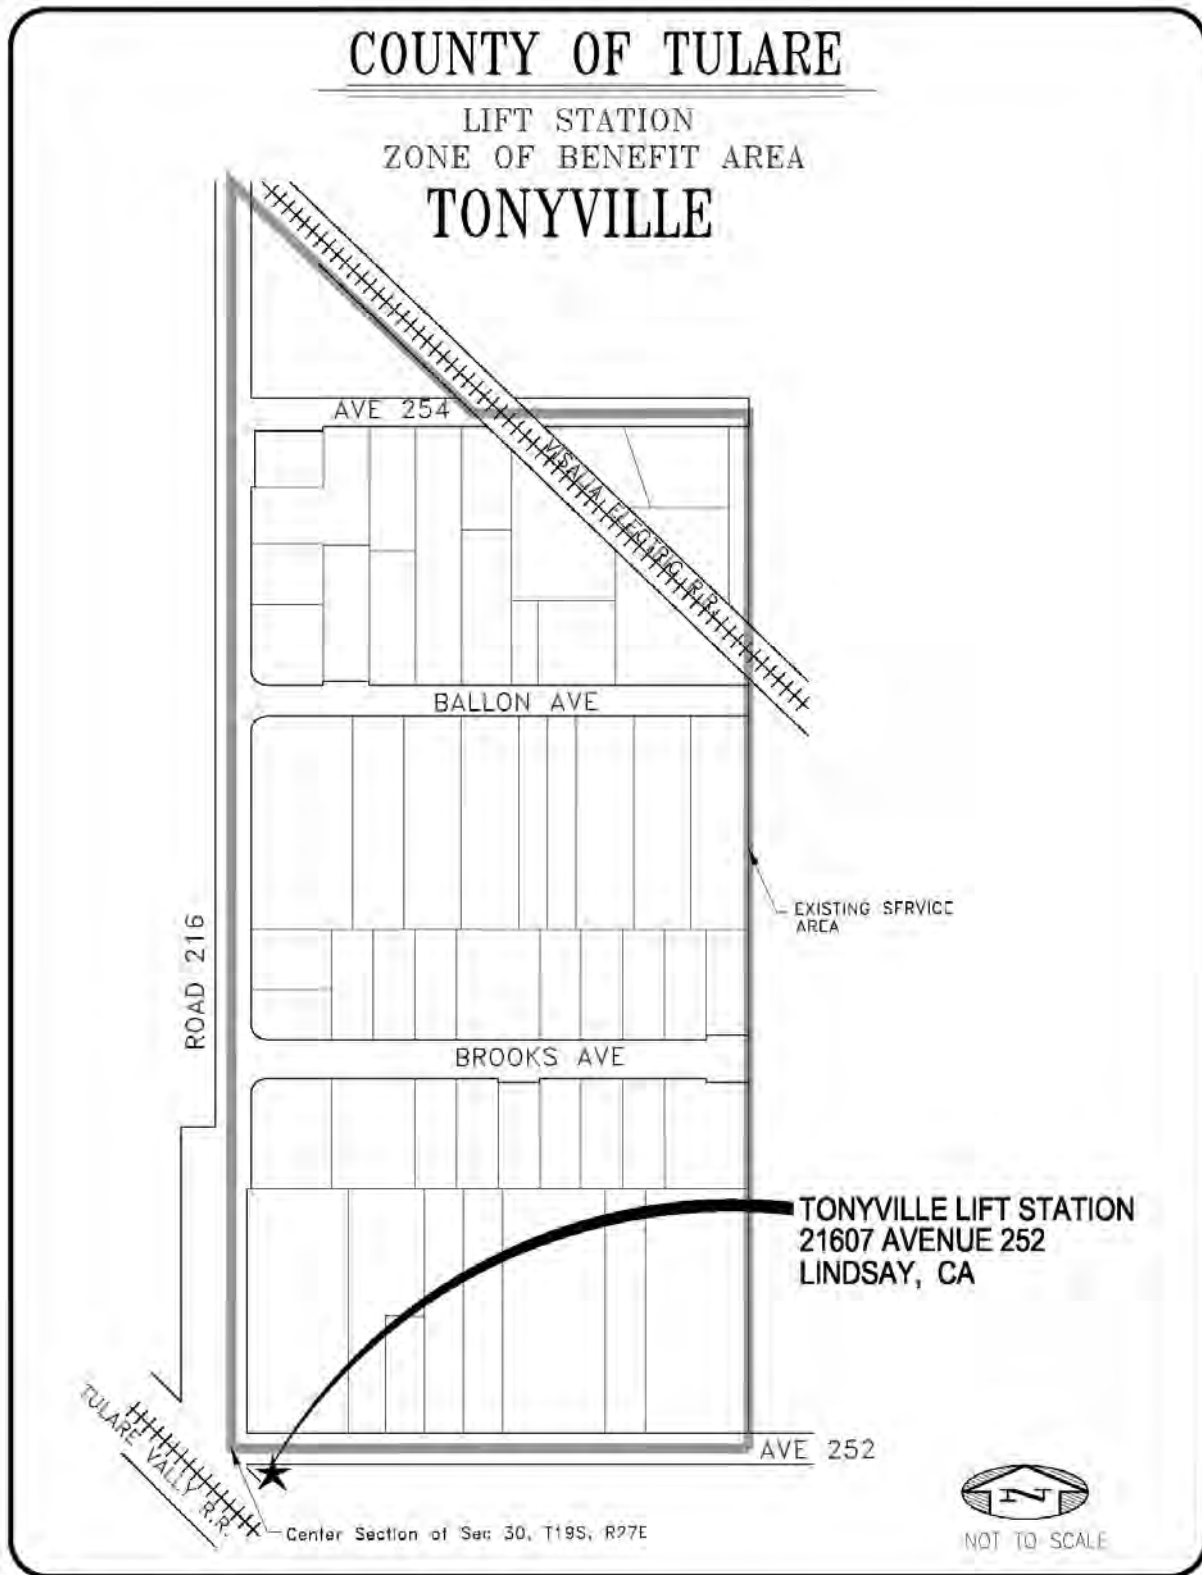 COUNTY OF TULARE
LIFT STATION
ZONE OF BENEFIT AREA
TONYVILLE
AVE 254
VISALIA ELECTRIC R.R.
BALLON AVE
EXISTING SERVICE
AREA
ROAD 216
BROOKS AVE
TONYVILLE LIFT STATION
21607 AVENUE 252
LINDSAY, CA
TULARE VALLY R.R.
AVE 252
Center Section of Sec 30, T19S, R27E
N
NOT TO SCALE